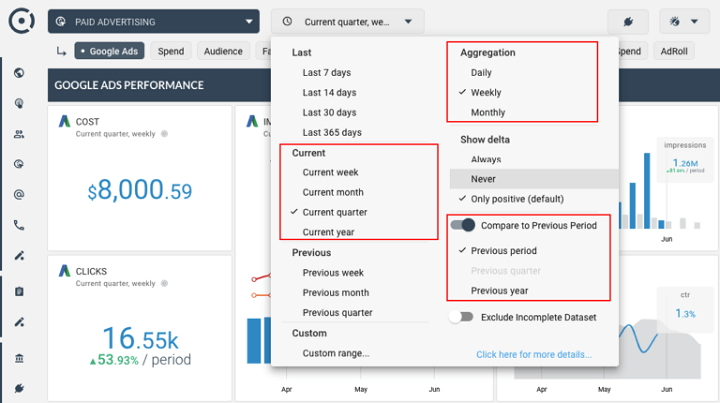 PAID ADVERTISING
Current quarter, we...
Google Ads
Spend
Audience
Spend
AdRoll
GOOGLE ADS PERFORMANCE
COST
Current quarter, weekly
$8,000.59
CLICKS
Current quarter, weekly
16.55k
53.93% / period
Last
Last 7 days
Last 14 days
Last 30 days
Last 365 days
Current
Current week
Current month
Current quarter
Current year
Previous
Previous week
Previous month
Previous quarter
Custom
Custom range...
Aggregation
Daily
Weekly
Monthly
Show delta
Always
Never
Only positive (default)
Compare to Previous Period
Previous period
Previous quarter
Previous year
Exclude Incomplete Dataset
Click here for more details...
impressions
1.26M
/ period
Jun
ctr
1.3%
Apr
May
Jun
Apr
May
Jun